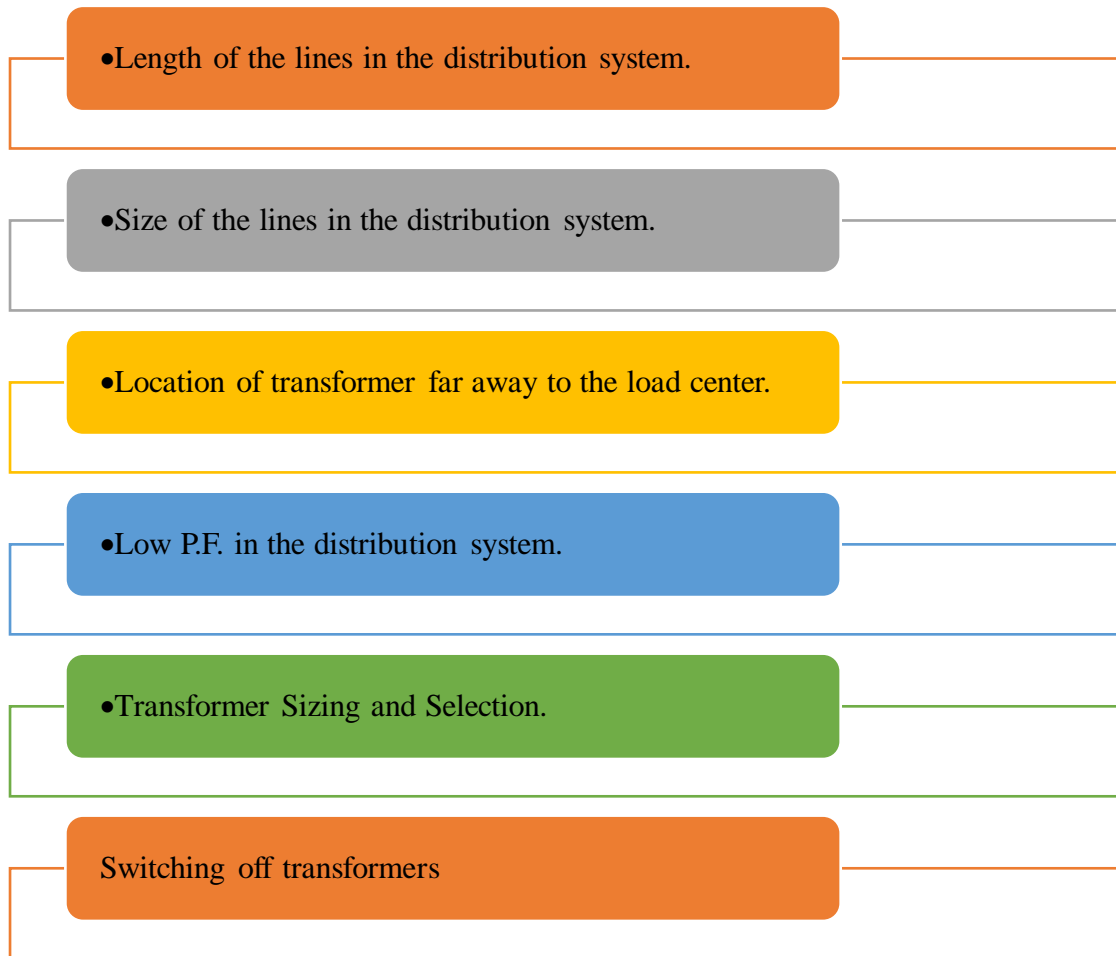 •Length of the lines in the distribution system.
•Size of the lines in the distribution system.
•Location of transformer far away to the load center.
•Low P.F. in the distribution system.
•Transformer Sizing and Selection.
Switching off transformers